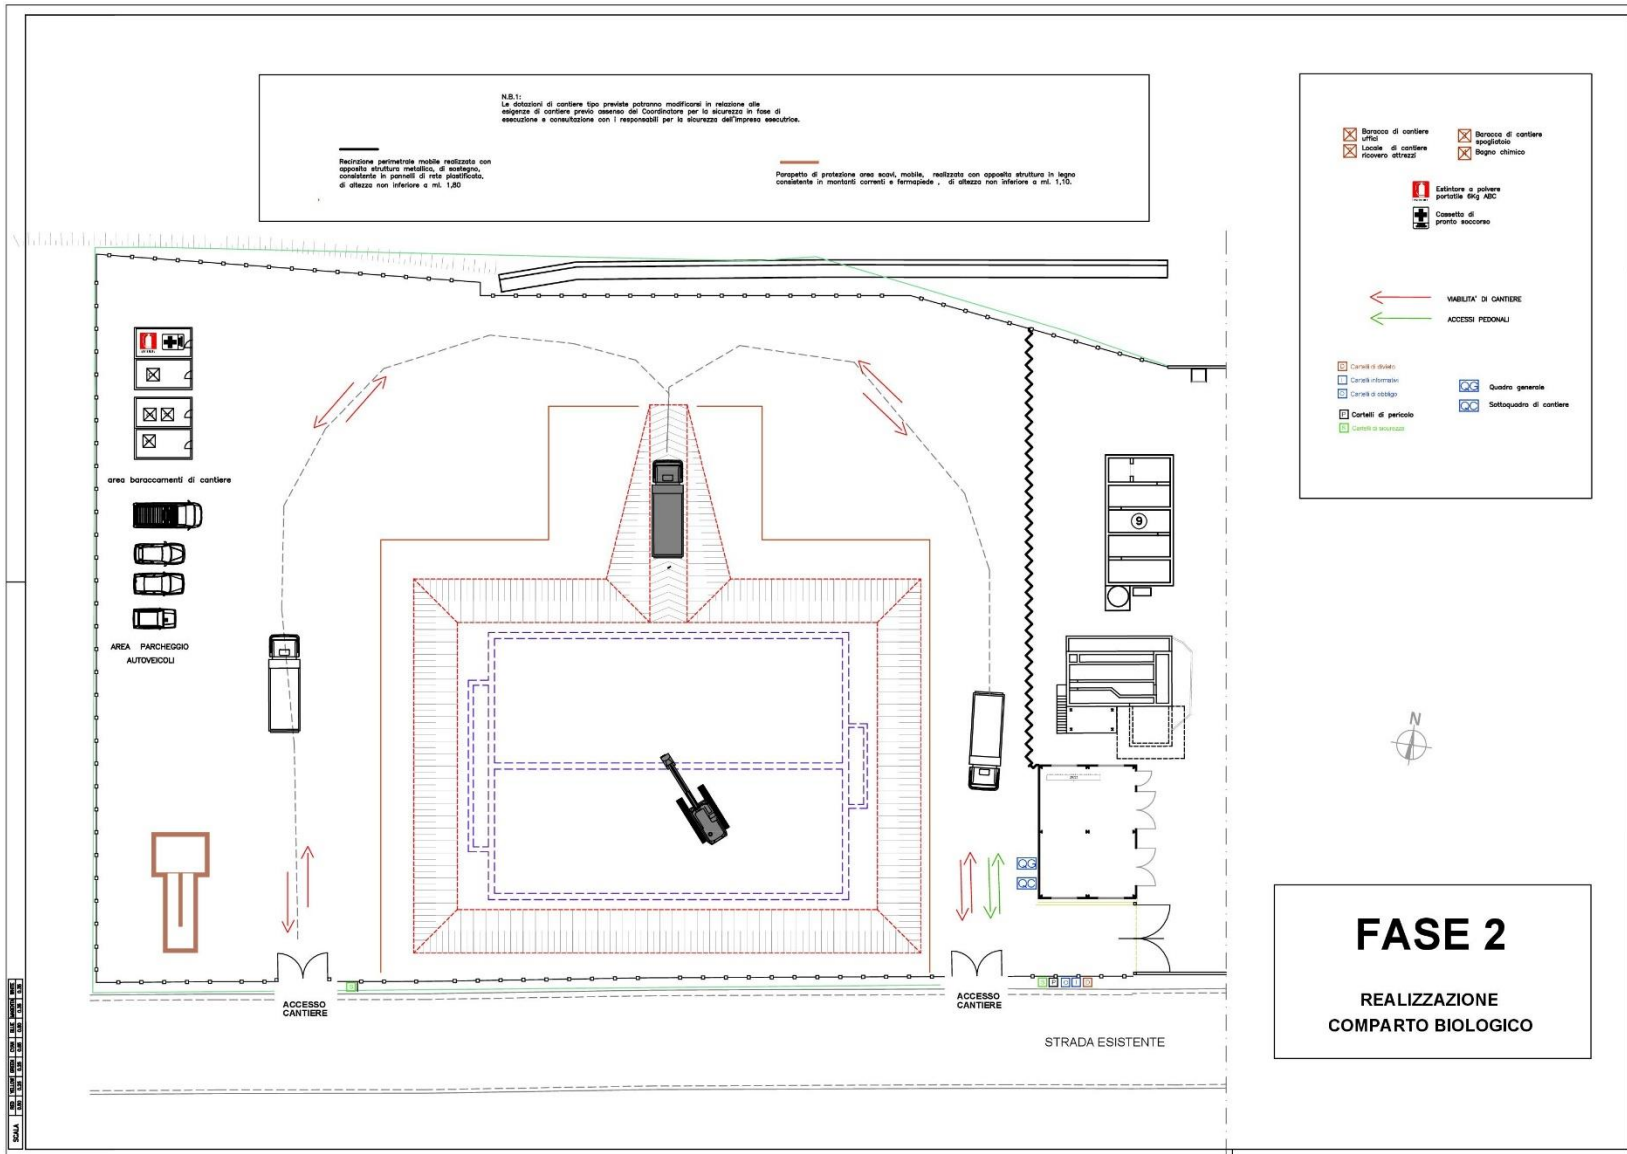 N.B.1:
Le dotazioni di cantiere tipo previste potranno modificarsi in relazione alle
esigenze di cantiere previo assenso del Coordinatore per la sicurezza in fase di
esecuzione e consultazione con i responsabili per la sicurezza dell'impresa esecutrice.
Recinzione perimetrale mobile realizzata con
apposita struttura metallica, di sostegno,
consistente in pannelli di rete plastificata,
di altezza non inferiore a ml. 1,80
Parapetto di protezione area scavi, mobile, realizzata con apposita struttura in legno
consistente in montanti correnti e fermapiede , di altezza non inferiore a ml. 1,10.
Baracca di cantiere
uffici
Locale di cantiere
ricovero attrezzi
Baracca di cantiere
spogliatoio
Bagno chimico
Estintore a polvere
portatile 6Kg ABC
Cassetta di
pronto soccorso
VIABILITA' DI CANTIERE
ACCESSI PEDONALI
Cartelli di divieto
Cartelli informativi
Cartelli di obbligo
P Cartelli di pericolo
Cartelli di sicurezza
QG Quadro generale
QC Sottoquadro di cantiere
area baraccamenti di cantiere
AREA PARCHEGGIO
AUTOVEICOLI
9
N
QG
QC
ACCESSO
CANTIERE
ACCESSO
CANTIERE
P
STRADA ESISTENTE
FASE 2
REALIZZAZIONE
COMPARTO BIOLOGICO
SCALA